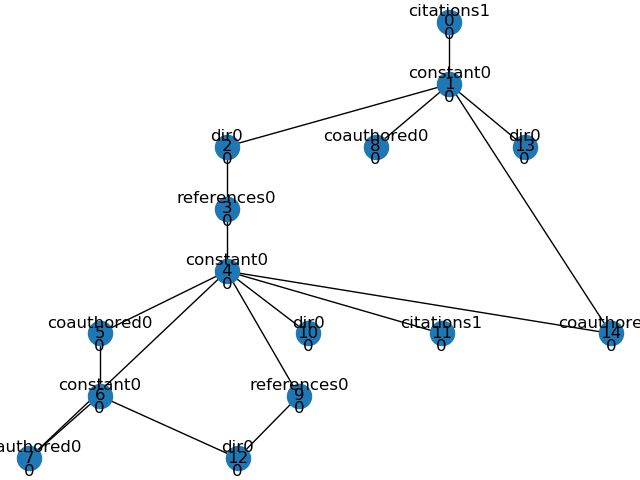 citations1
0
0
constant0
1
0
dir0
2
0
coauthored0
8
0
dir0
13
0
references0
3
0
constant0
4
0
coauthored0
5
0
dir0
10
0
citations1
11
0
coauthore
14
0
constant0
6
0
references0
9
0
authored0
7
0
dir0
12
0